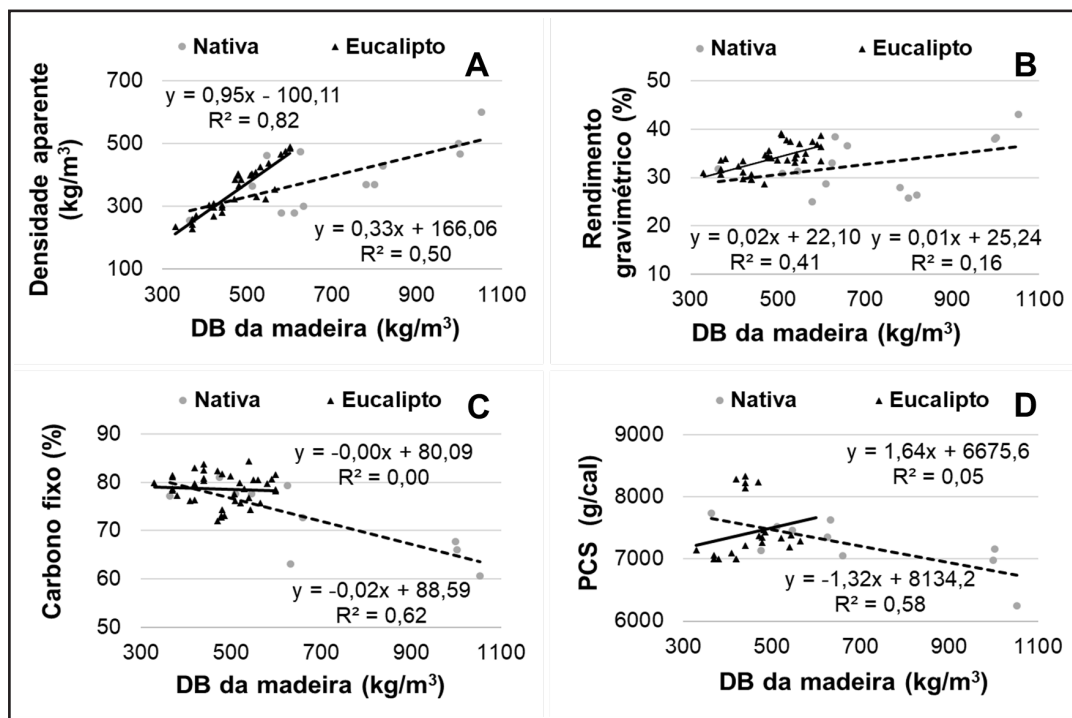 Nativa Eucalipto A
Densidade aparente
(kg/m³)
700
500
300
100
y = 0,95x - 100,11
R² = 0,82
y = 0,33x + 166,06
R² = 0,50
300 500 700 900 1100
DB da madeira (kg/m³)
Nativa Eucalipto B
Rendimento
gravimétrico (%)
50
40
30
20
10
y = 0,02x + 22,10
R² = 0,41
y = 0,01x + 25,24
R² = 0,16
300 500 700 900 1100
DB da madeira (kg/m³)
Nativa Eucalipto C
Carbono fixo (%)
90
80
70
60
50
y = -0,00x + 80,09
R² = 0,00
y = -0,02x + 88,59
R² = 0,62
300 500 700 900 1100
DB da madeira (kg/m³)
Nativa Eucalipto D
PCS (g/cal)
9000
8000
7000
6000
y = 1,64x + 6675,6
R² = 0,05
y = -1,32x + 8134,2
R² = 0,58
300 500 700 900 1100
DB da madeira (kg/m³)